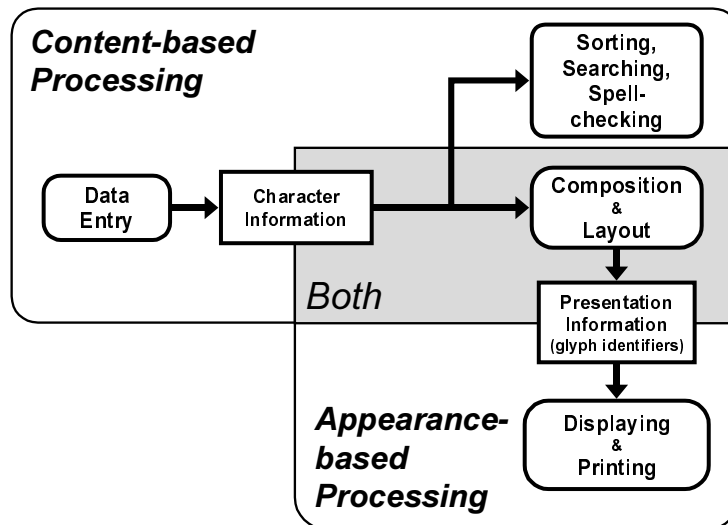 Content-based
Processing
Sorting,
Searching,
Spell-
checking
Data
Entry
Character
Information
Composition
&
Layout
Both
Presentation
Information
(glyph identifiers)
Appearance-
based
Processing
Displaying
&
Printing